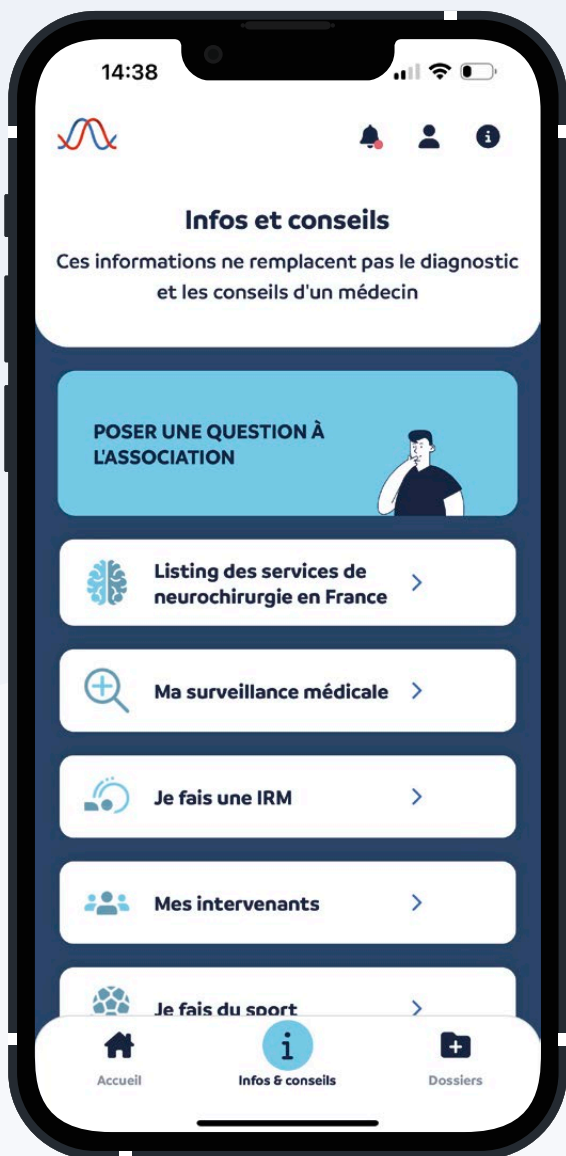 14:38
Infos et conseils
Ces informations ne remplacent pas le diagnostic
et les conseils d'un médecin
POSER UNE QUESTION À
L'ASSOCIATION
Listing des services de
neurochirurgie en France
Ma surveillance médicale
Je fais une IRM
Mes intervenants
Je fais du sport
Accueil
Infos & conseils
Dossiers